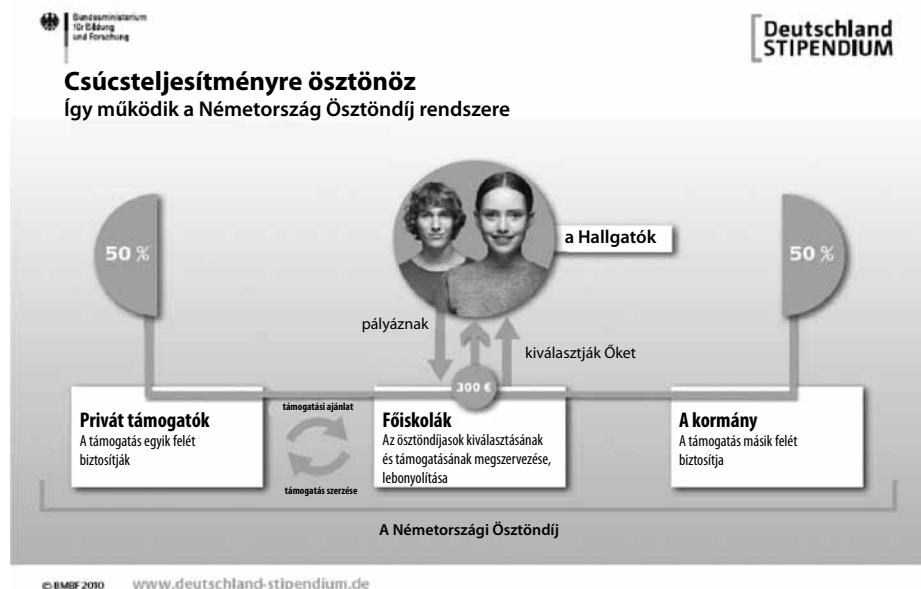 Bundesministerium
für Bildung
und Forschung
Deutschland
STIPENDIUM
Csúcsteljesítményre ösztönöz
Így működik a Németország Ösztöndíj rendszere
50 %
a Hallgatók
50 %
pályáznak
kiválasztják Őket
300 €
Privát támogatók
A támogatás egyik felét
biztosítják
támogatási ajánlat
támogatás szerzése
Főiskolák
Az ösztöndíjasok kiválasztásának
és támogatásának megszervezése,
lebonyolítása
A kormány
A támogatás másik felét
biztosítja
A Németországi Ösztöndíj
© BMBF 2010
www.deutschland-stipendium.de